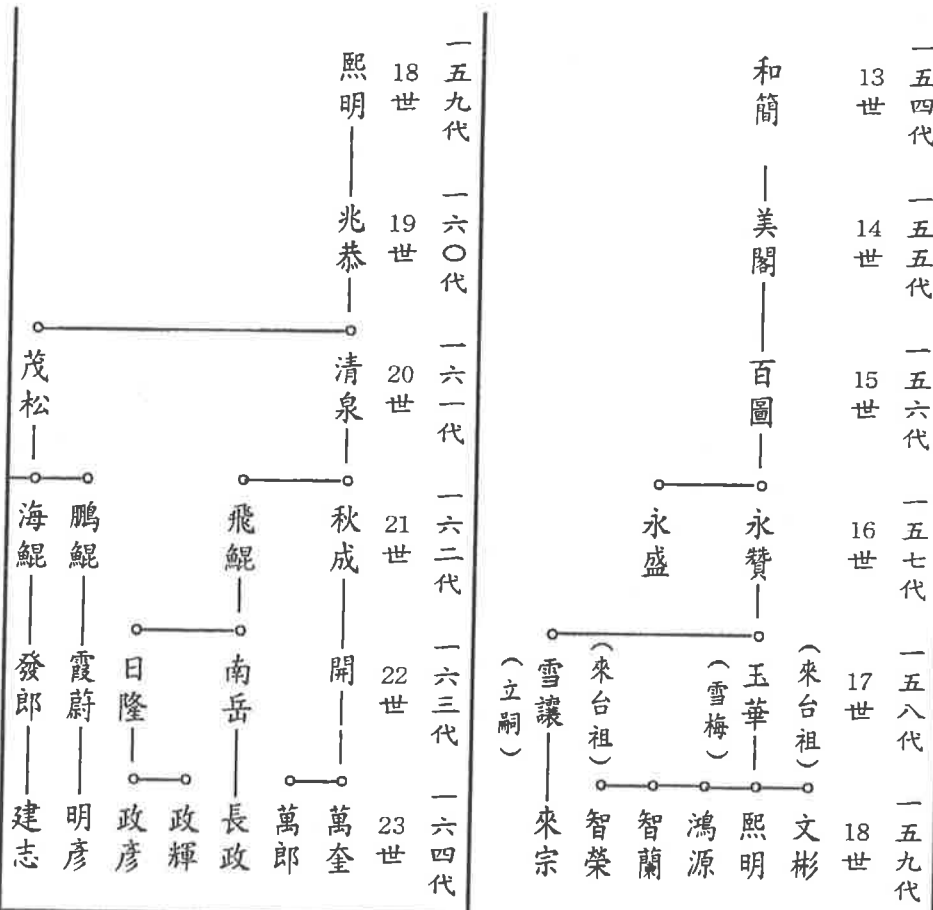 一五四代
13世
和簡
一五五代
14世
美閣
一五六代
15世
百圖
一五七代
16世
永贊
永盛
一五八代
17世
(來台祖)
玉華
(雪梅)
(來台祖)
雪讓
(立嗣)
一五九代
18世
文彬
熙明
鴻源
智蘭
智榮
來宗
一五九代
18世
熙明
一六〇代
19世
兆恭
一六一代
20世
清泉
茂松
一六二代
21世
秋成
飛鯤
鵬鯤
海鯤
一六三代
22世
開
南岳
日隆
霞蔚
發郎
一六四代
23世
萬奎
萬郎
長政
政輝
政彥
明彥
建志